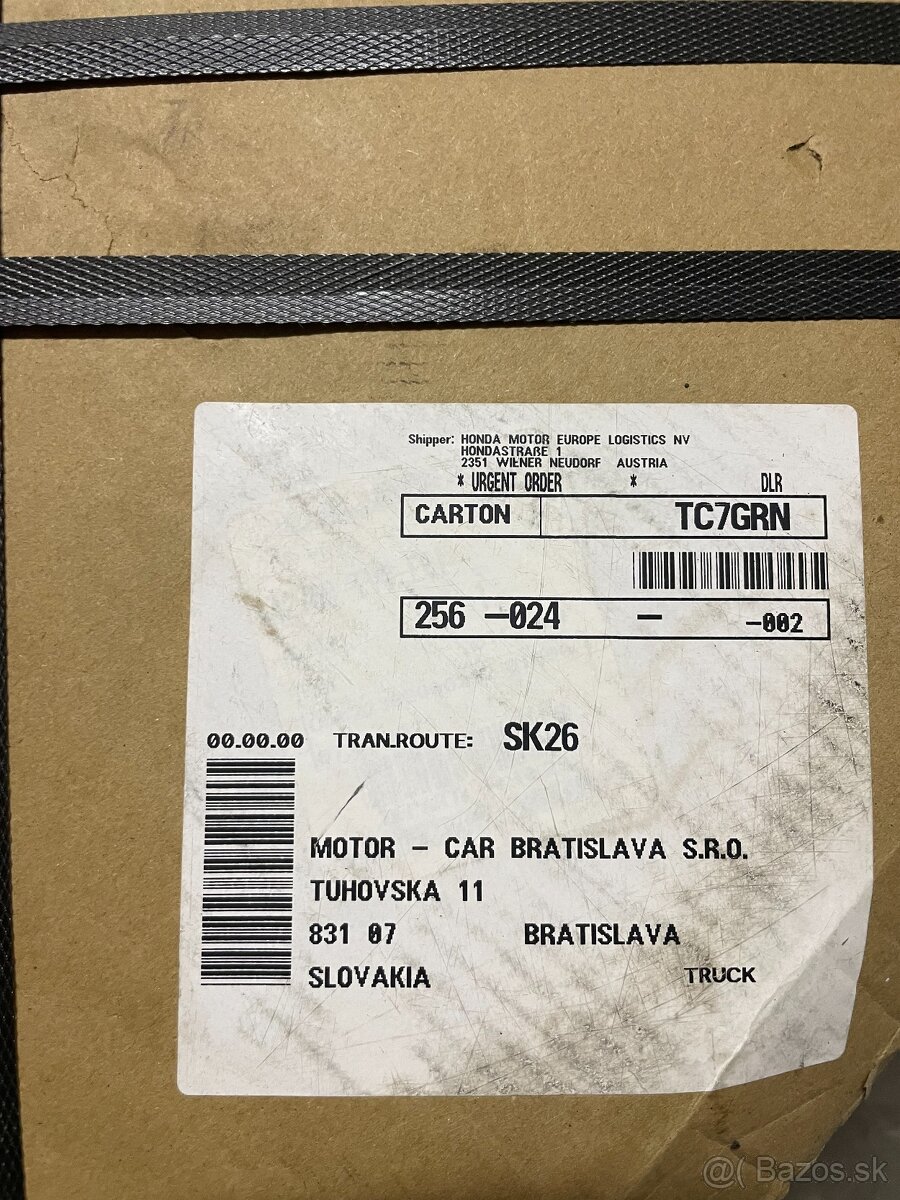 Shipper: HONDA MOTOR EUROPE LOGISTICS NV
HONDASTRAßE 1
2351 WIENER NEUDORF AUSTRIA
* URGENT ORDER * DLR
CARTON TC7GRN
256 -024 - -002
00.00.00 TRAN.ROUTE: SK26
MOTOR - CAR BRATISLAVA S.R.O.
TUHOVSKA 11
831 07 BRATISLAVA
SLOVAKIA TRUCK
@( Bazos.sk